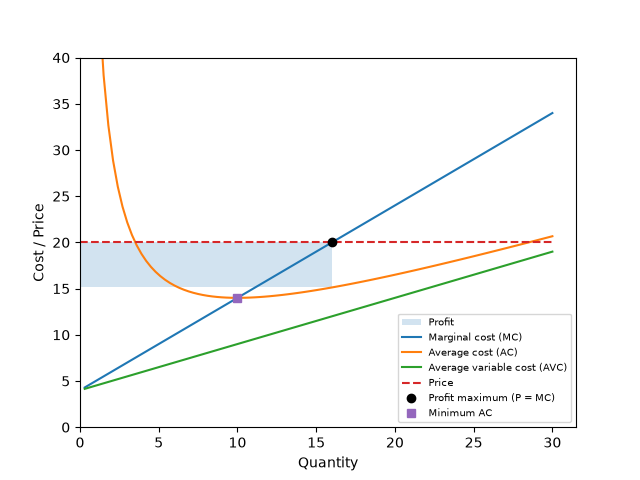 40
35
30
25
20
15
10
5
0
Cost / Price
0 5 10 15 20 25 30
Quantity
Profit
Marginal cost (MC)
Average cost (AC)
Average variable cost (AVC)
Price
Profit maximum (P = MC)
Minimum AC